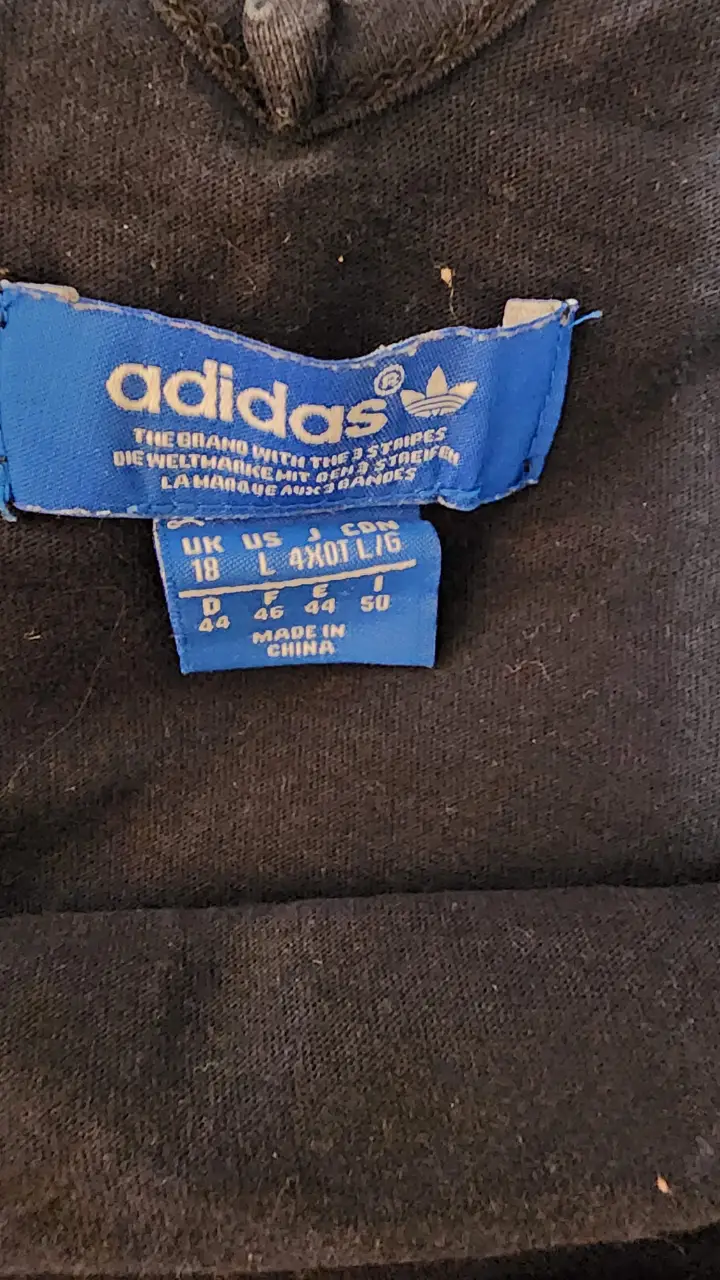 adidas®
THE BRAND WITH THE 3 STRIPES
DIE WELTMARKE MIT DEN 3 STREIFEN
LA MARQUE AUX 3 BANDES
UK US J CDN
18 L 4XOT L/G
D F E I
44 46 44 50
MADE IN
CHINA